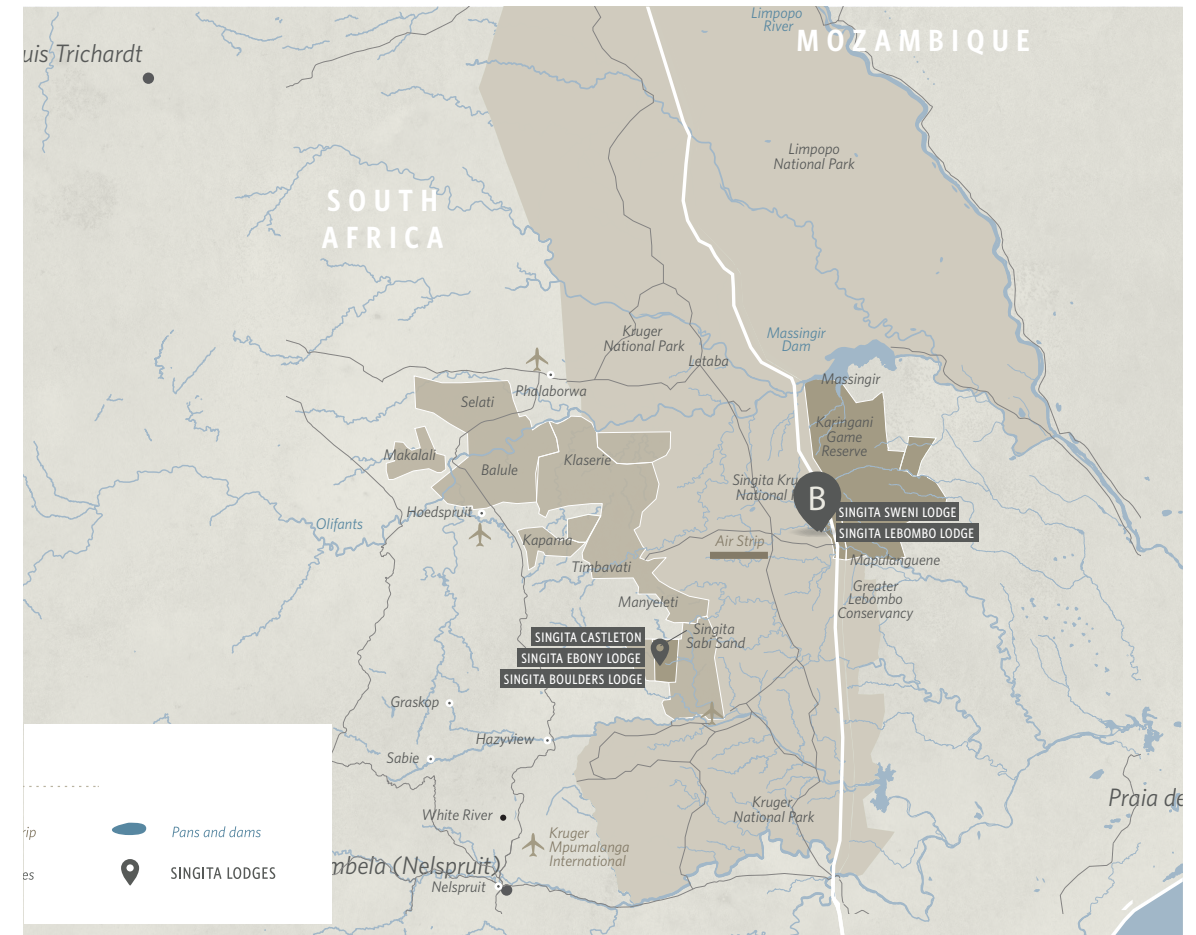 Limpopo
River
MOZAMBIQUE
uis Trichardt
Limpopo
National Park
SOUTH
AFRICA
Kruger
National Park
Massingir
Dam
Letaba
Massingir
Phalaborwa
Selati
Karingani
Game
Reserve
Makalali
Balule
Klaserie
Singita Kru
National P
B
SINGITA SWENI LODGE
SINGITA LEBOMBO LODGE
Hoedspruit
Olifants
Kapama
Air Strip
Timbavati
Mapulanguene
Greater
Lebombo
Conservancy
Manyeleti
Singita
Sabi Sand
SINGITA CASTLETON
SINGITA EBONY LODGE
SINGITA BOULDERS LODGE
Graskop
Hazyview
Sabie
Praia de
Kruger
National Park
White River
Kruger
Mpumalanga
International
mbela (Nelspruit)
Nelspruit
rip
Pans and dams
es
SINGITA LODGES